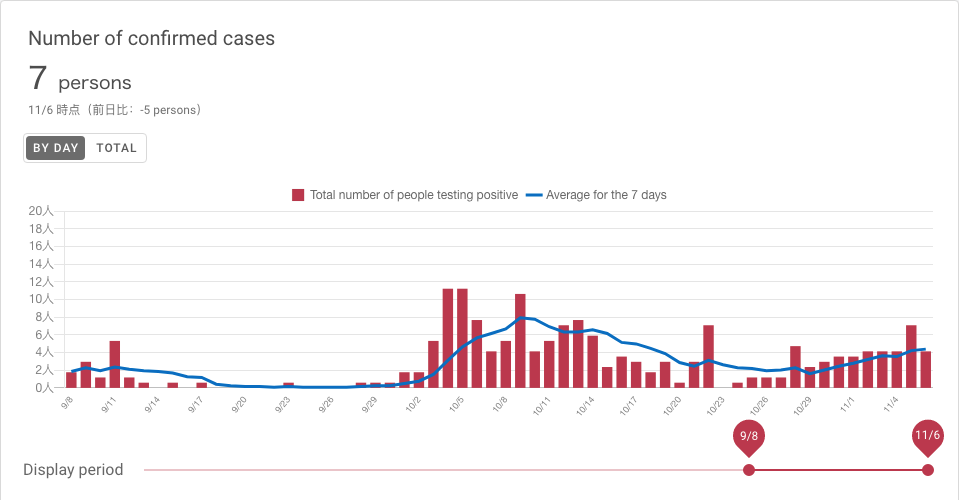 Number of confirmed cases
7 persons
11/6 時点（前日比：-5 persons）
BY DAY TOTAL
Total number of people testing positive Average for the 7 days
20人
18人
16人
14人
12人
10人
8人
6人
4人
2人
0人
9/8 9/11 9/14 9/17 9/20 9/23 9/26 9/29 10/2 10/5 10/8 10/11 10/14 10/17 10/20 10/23 10/26 10/29 11/1 11/4
9/8 11/6
Display period